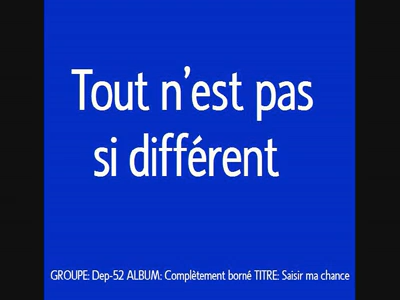 Tout n'est pas
si différent
GROUPE: Dep-52 ALBUM: Complètement borné TITRE: Saisir ma chance